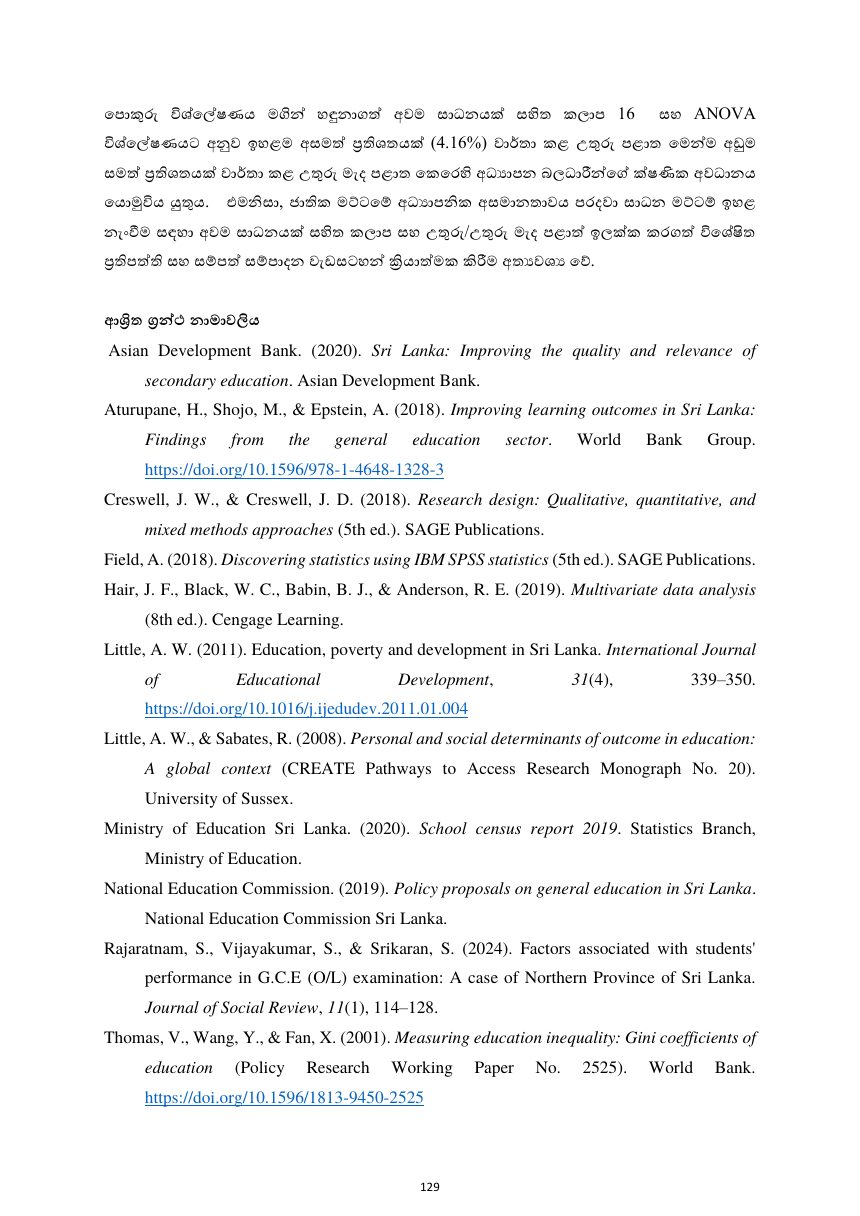 පොකුරු විශ්ලේෂණය මගින් හඳුනාගත් අවම සාධනයක් සහිත කලාප 16 සහ ANOVA
විශ්ලේෂණයට අනුව ඉහළම අසමත් ප්‍රතිශතයක් (4.16%) වාර්තා කළ උතුරු පළාත මෙන්ම අඩුම
සමත් ප්‍රතිශතයක් වාර්තා කළ උතුරු මැද පළාත කෙරෙහි අධ්‍යාපන බලධාරීන්ගේ ක්ෂණික අවධානය
යොමුවිය යුතුය. එමනිසා, ජාතික මට්ටමේ අධ්‍යාපනික අසමානතාවය පරදවා සාධන මට්ටම් ඉහළ
නැංවීම සඳහා අවම සාධනයක් සහිත කලාප සහ උතුරු/උතුරු මැද පළාත් ඉලක්ක කරගත් විශේෂිත
ප්‍රතිපත්ති සහ සම්පත් සම්පාදන වැඩසටහන් ක්‍රියාත්මක කිරීම අත්‍යවශ්‍ය වේ.
ආශ්‍රිත ග්‍රන්ථ නාමාවලිය
Asian Development Bank. (2020). Sri Lanka: Improving the quality and relevance of
secondary education. Asian Development Bank.
Aturupane, H., Shojo, M., & Epstein, A. (2018). Improving learning outcomes in Sri Lanka:
Findings from the general education sector. World Bank Group.
https://doi.org/10.1596/978-1-4648-1328-3
Creswell, J. W., & Creswell, J. D. (2018). Research design: Qualitative, quantitative, and
mixed methods approaches (5th ed.). SAGE Publications.
Field, A. (2018). Discovering statistics using IBM SPSS statistics (5th ed.). SAGE Publications.
Hair, J. F., Black, W. C., Babin, B. J., & Anderson, R. E. (2019). Multivariate data analysis
(8th ed.). Cengage Learning.
Little, A. W. (2011). Education, poverty and development in Sri Lanka. International Journal
of Educational Development, 31(4), 339–350.
https://doi.org/10.1016/j.ijedudev.2011.01.004
Little, A. W., & Sabates, R. (2008). Personal and social determinants of outcome in education:
A global context (CREATE Pathways to Access Research Monograph No. 20).
University of Sussex.
Ministry of Education Sri Lanka. (2020). School census report 2019. Statistics Branch,
Ministry of Education.
National Education Commission. (2019). Policy proposals on general education in Sri Lanka.
National Education Commission Sri Lanka.
Rajaratnam, S., Vijayakumar, S., & Srikaran, S. (2024). Factors associated with students'
performance in G.C.E (O/L) examination: A case of Northern Province of Sri Lanka.
Journal of Social Review, 11(1), 114–128.
Thomas, V., Wang, Y., & Fan, X. (2001). Measuring education inequality: Gini coefficients of
education (Policy Research Working Paper No. 2525). World Bank.
https://doi.org/10.1596/1813-9450-2525
129